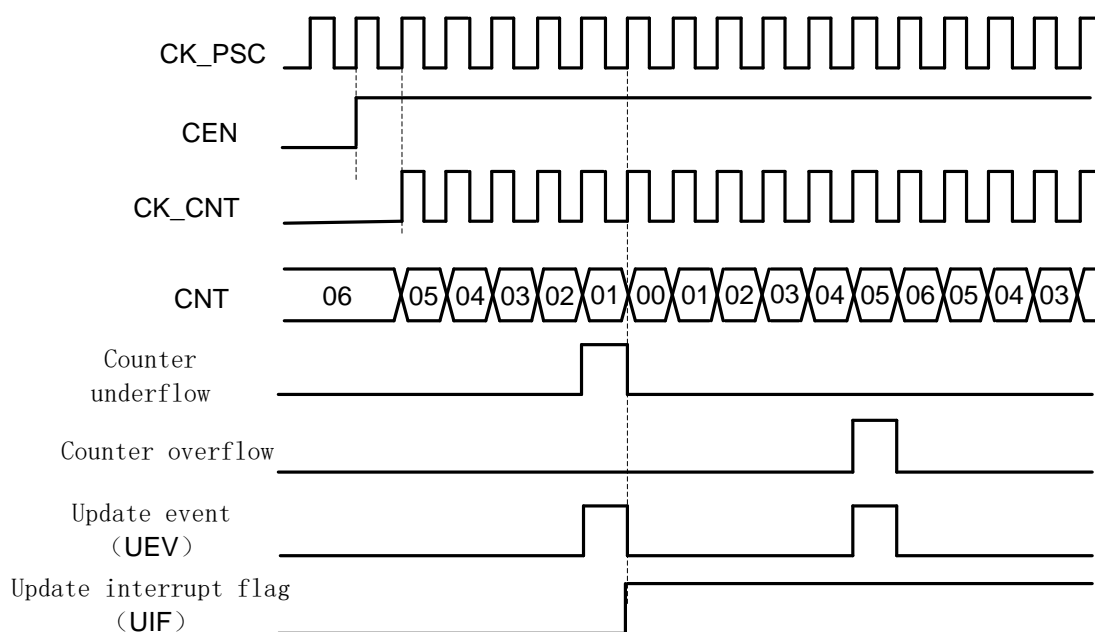 CK_PSC
CEN
CK_CNT
CNT 06 05 04 03 02 01 00 01 02 03 04 05 06 05 04 03
Counter
underflow
Counter overflow
Update event
（UEV）
Update interrupt flag
（UIF）